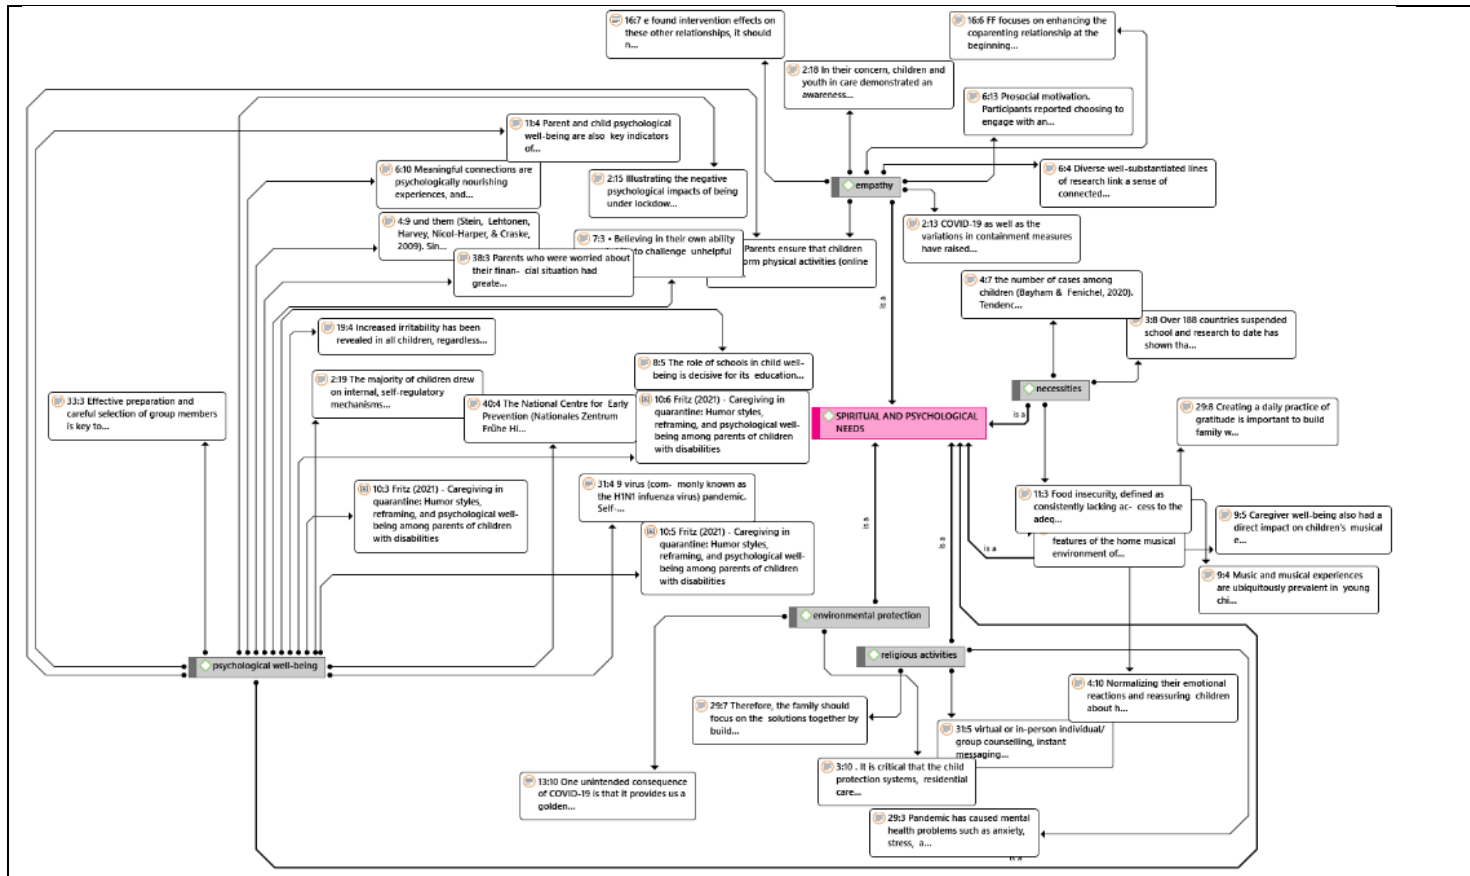 16:7 e found intervention effects on
these other relationships, it should
n...
16:6 FF focuses on enhancing the
coparenting relationship at the
beginning...
2:18 In their concern, children and
youth in care demonstrated an
awareness...
6:13 Prosocial motivation.
Participants reported choosing to
engage with an...
11:4 Parent and child psychological
well-being are also key indicators
of...
6:10 Meaningful connections are
psychologically nourishing
experiences, and...
2:15 Illustrating the negative
psychological impacts of being
under lockdow...
empathy
6:4 Diverse well-substantiated lines
of research link a sense of
connected...
4:9 und them (Stein, Lehtonen,
Harvey, Nicol-Harper, & Craske,
2009). Sin...
7:3 • Believing in their own ability
to challenge unhelpful
Parents ensure that children
orm physical activities (online
2:13 COVID-19 as well as the
variations in containment measures
have raised...
38:3 Parents who were worried about
their finan- cial situation had
greate...
4:7 the number of cases among
children (Bayham & Fenichel, 2020).
Tendenc...
is a
3:8 Over 188 countries suspended
school and research to date has
shown tha...
19:4 Increased irritability has been
revealed in all children, regardless...
8:5 The role of schools in child well-
being is decisive for its education...
2:19 The majority of children drew
on internal, self-regulatory
mechanisms...
necessities
33:3 Effective preparation and
careful selection of group members
is key to...
40:4 The National Centre for Early
Prevention (Nationales Zentrum
Frühe Hi...
10:6 Fritz (2021) - Caregiving in
quarantine: Humor styles,
reframing, and psychological well-
being among parents of children
with disabilities
SPIRITUAL AND PSYCHOLOGICAL
NEEDS
is a
29:8 Creating a daily practice of
gratitude is important to build
family w...
10:3 Fritz (2021) - Caregiving in
quarantine: Humor styles,
reframing, and psychological well-
being among parents of children
with disabilities
31:4 9 virus (com- monly known as
the H1N1 infuenza virus) pandemic.
Self-...
11:3 Food insecurity, defined as
consistently lacking ac- cess to the
adeq...
features of the home musical
environment of...
9:5 Caregiver well-being also had a
direct impact on children's musical
e...
10:5 Fritz (2021) - Caregiving in
quarantine: Humor styles,
reframing, and psychological well-
being among parents of children
with disabilities
is a
is a
is a
9:4 Music and musical experiences
are ubiquitously prevalent in young
chi...
environmental protection
religious activities
psychological well-being
4:10 Normalizing their emotional
reactions and reassuring children
about h...
29:7 Therefore, the family should
focus on the solutions together by
build...
31:5 virtual or in-person individual/
group counselling, instant
messaging...
3:10 . It is critical that the child
protection systems, residential
care...
13:10 One unintended consequence
of COVID-19 is that it provides us a
golden...
29:3 Pandemic has caused mental
health problems such as anxiety,
stress, a...
is a